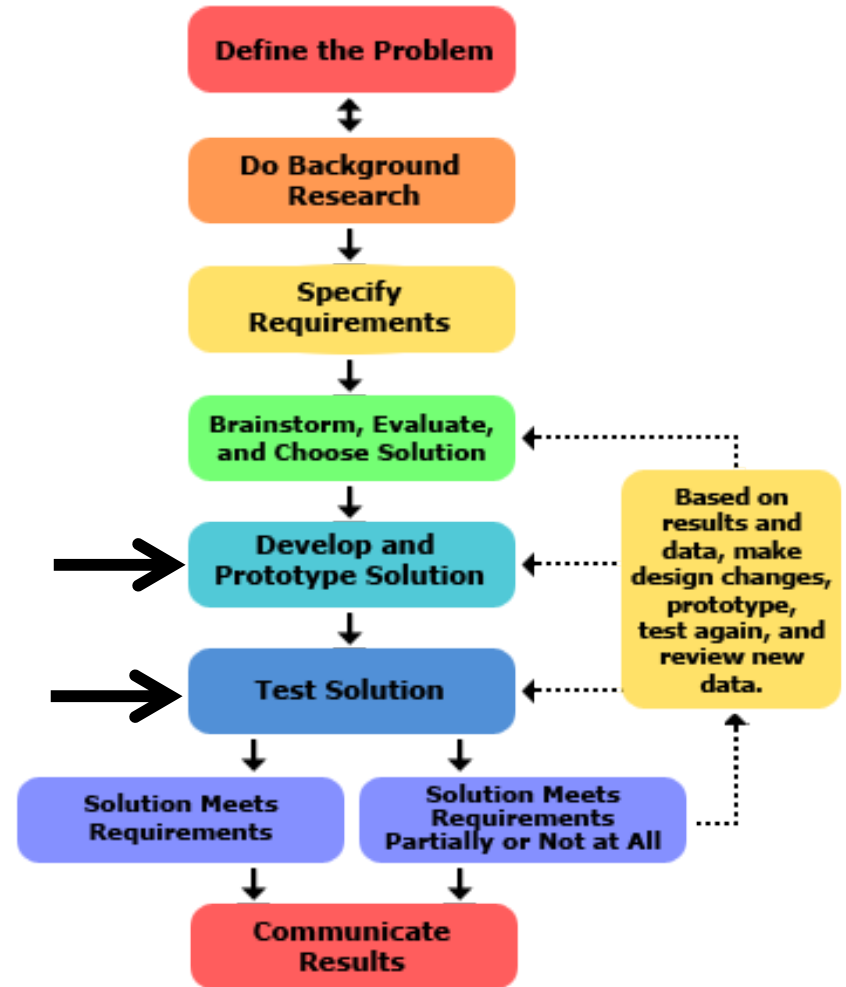 Define the Problem
Do Background
Research
Specify
Requirements
Brainstorm, Evaluate,
and Choose Solution
Develop and
Prototype Solution
Based on
results and
data, make
design changes,
prototype,
test again, and
review new
data.
Test Solution
Solution Meets
Requirements
Solution Meets
Requirements
Partially or Not at All
Communicate
Results